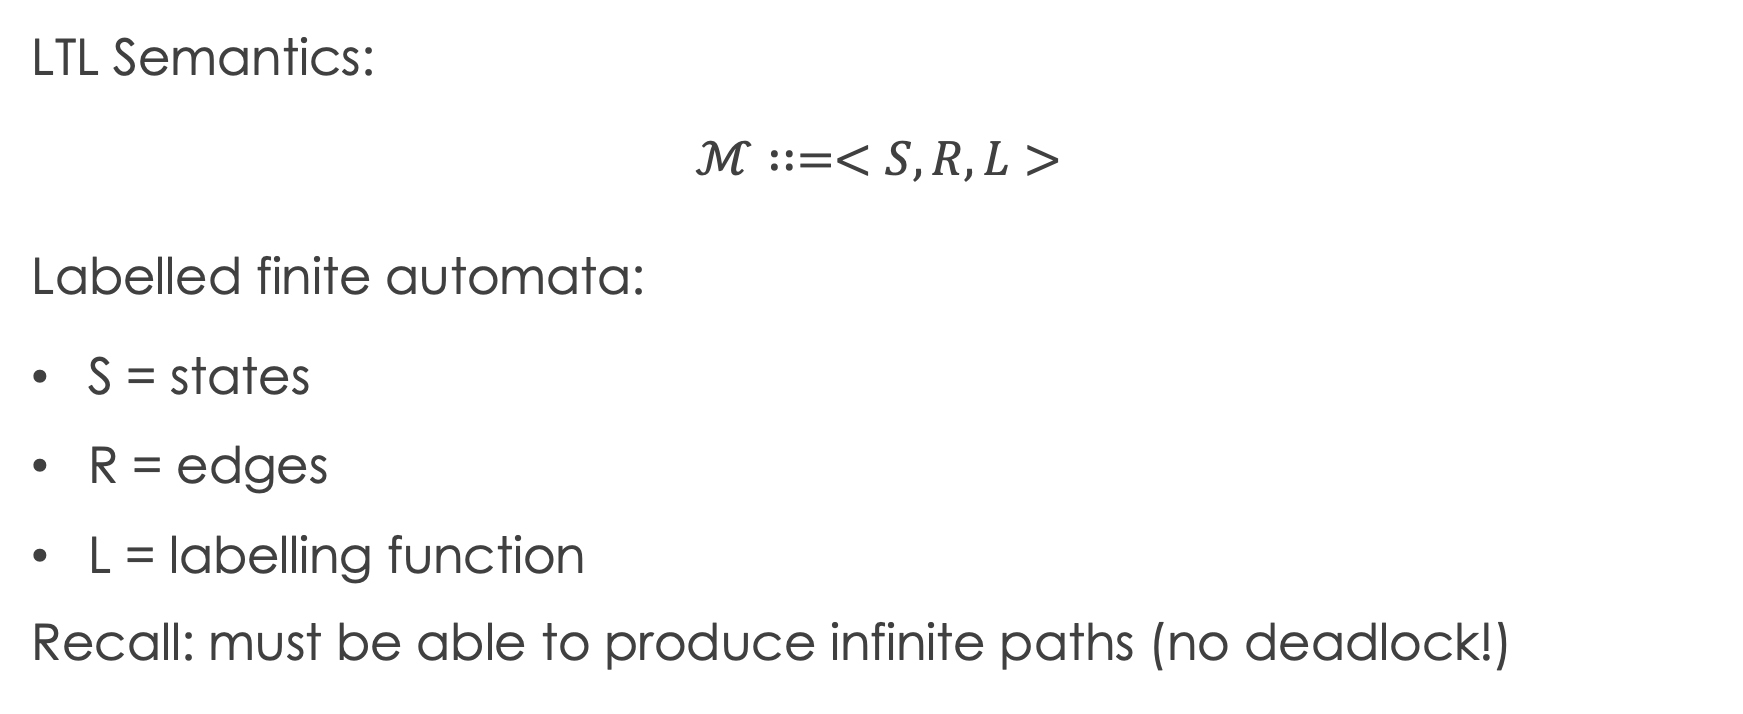 LTL Semantics:
ℳ ::=< S, R, L >
Labelled finite automata:
• S = states
• R = edges
• L = labelling function
Recall: must be able to produce infinite paths (no deadlock!)